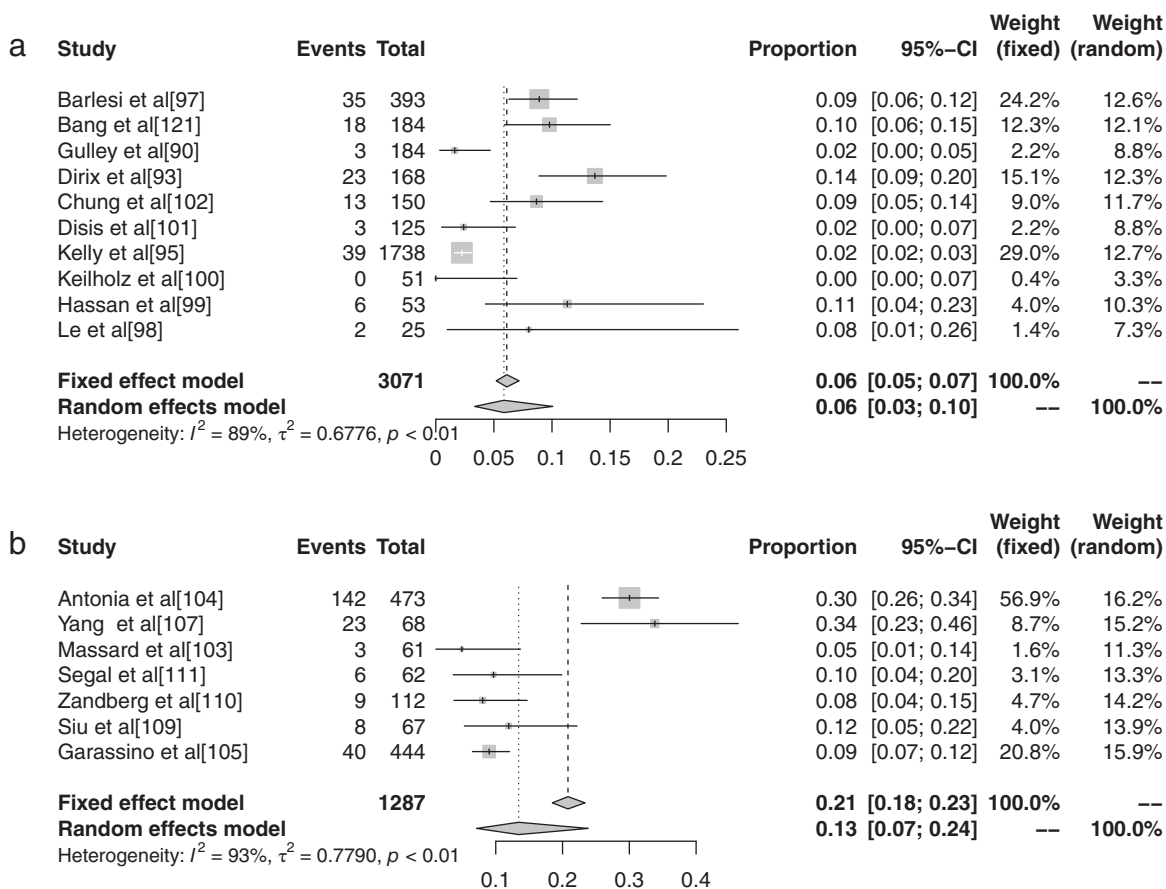 a Study Events Total Proportion 95%−CI Weight (fixed) Weight (random)
Barlesi et al[97] 35 393 0.09 [0.06; 0.12] 24.2% 12.6%
Bang et al[121] 18 184 0.10 [0.06; 0.15] 12.3% 12.1%
Gulley et al[90] 3 184 0.02 [0.00; 0.05] 2.2% 8.8%
Dirix et al[93] 23 168 0.14 [0.09; 0.20] 15.1% 12.3%
Chung et al[102] 13 150 0.09 [0.05; 0.14] 9.0% 11.7%
Disis et al[101] 3 125 0.02 [0.00; 0.07] 2.2% 8.8%
Kelly et al[95] 39 1738 0.02 [0.02; 0.03] 29.0% 12.7%
Keilholz et al[100] 0 51 0.00 [0.00; 0.07] 0.4% 3.3%
Hassan et al[99] 6 53 0.11 [0.04; 0.23] 4.0% 10.3%
Le et al[98] 2 25 0.08 [0.01; 0.26] 1.4% 7.3%
Fixed effect model 3071 0.06 [0.05; 0.07] 100.0% −−
Random effects model 0.06 [0.03; 0.10] −− 100.0%
Heterogeneity: I² = 89%, τ² = 0.6776, p < 0.01
0 0.05 0.1 0.15 0.2 0.25
b Study Events Total Proportion 95%−CI Weight (fixed) Weight (random)
Antonia et al[104] 142 473 0.30 [0.26; 0.34] 56.9% 16.2%
Yang et al[107] 23 68 0.34 [0.23; 0.46] 8.7% 15.2%
Massard et al[103] 3 61 0.05 [0.01; 0.14] 1.6% 11.3%
Segal et al[111] 6 62 0.10 [0.04; 0.20] 3.1% 13.3%
Zandberg et al[110] 9 112 0.08 [0.04; 0.15] 4.7% 14.2%
Siu et al[109] 8 67 0.12 [0.05; 0.22] 4.0% 13.9%
Garassino et al[105] 40 444 0.09 [0.07; 0.12] 20.8% 15.9%
Fixed effect model 1287 0.21 [0.18; 0.23] 100.0% −−
Random effects model 0.13 [0.07; 0.24] −− 100.0%
Heterogeneity: I² = 93%, τ² = 0.7790, p < 0.01
0.1 0.2 0.3 0.4